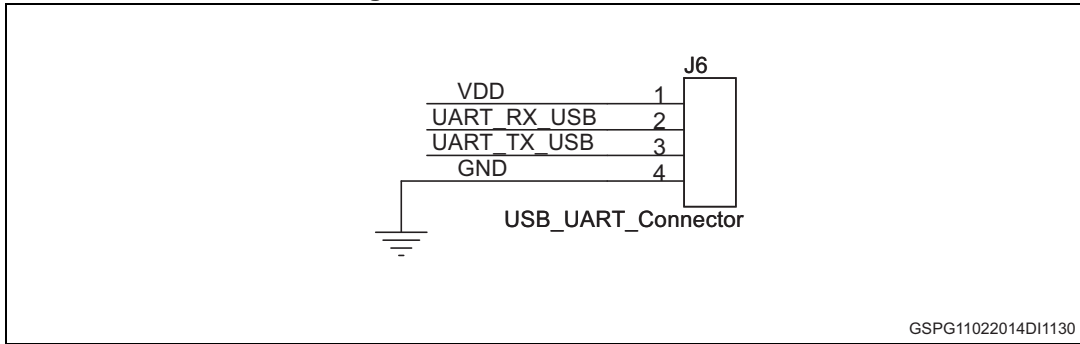 J6
VDD 1
UART_RX_USB 2
UART_TX_USB 3
GND 4
USB_UART_Connector
GSPG11022014DI1130